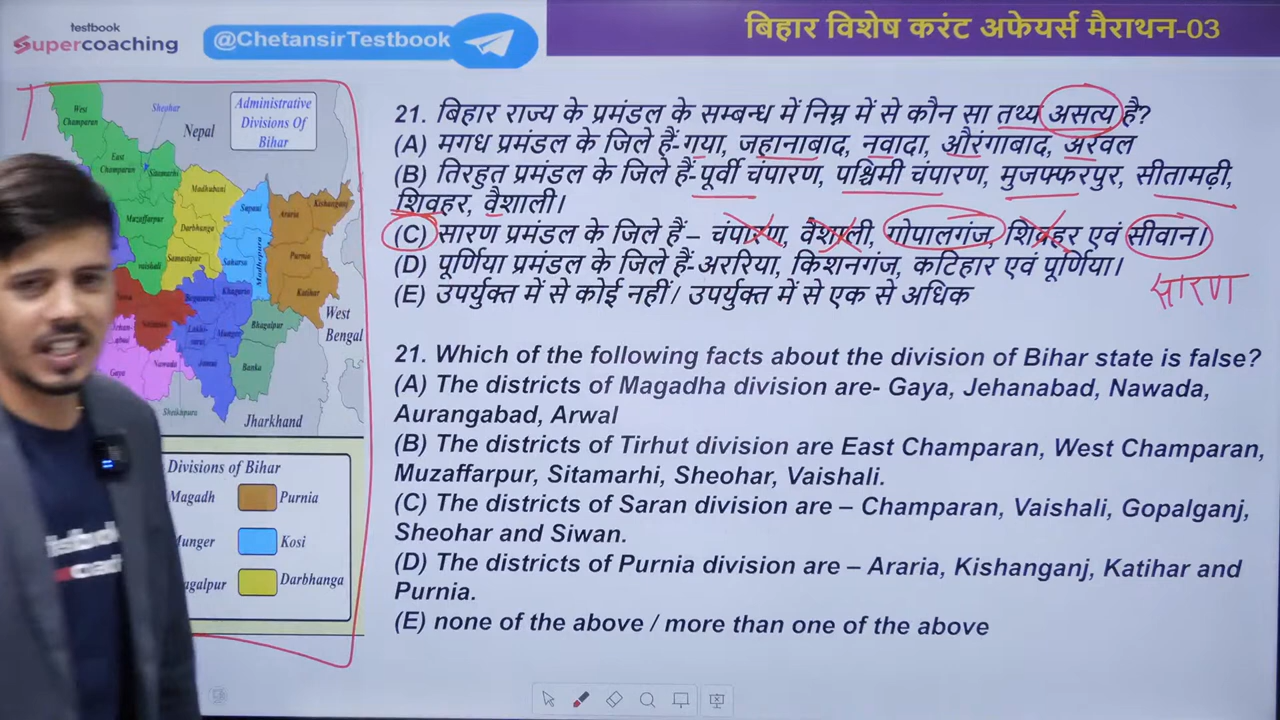 testbook
Supercoaching
@ChetansirTestbook
बिहार विशेष करंट अफेयर्स मैराथन-03
West
Champaran
Sheohar
Nepal
Administrative
Divisions Of
Bihar
East
Champaran
Sitamarhi
Madhubani
Muzaffarpur
Darbhanga
Supaul
Araria
Kishanganj
vaishali
Samastipur
Saharsa
Madhepura
Purnia
Katihar
Begusarai
Khagaria
West
Bengal
Bhagalpur
Munger
Jamui
Banka
Nawada
Gaya
Sheikhpura
Jharkhand
Divisions of Bihar
Magadh
Purnia
Munger
Kosi
agalpur
Darbhanga
21. बिहार राज्य के प्रमंडल के सम्बन्ध में निम्न में से कौन सा तथ्य असत्य है?
(A) मगध प्रमंडल के जिले हैं-गया, जहानाबाद, नवादा, औरंगाबाद, अरवल
(B) तिरहुत प्रमंडल के जिले हैं-पूर्वी चंपारण, पश्चिमी चंपारण, मुजफ्फरपुर, सीतामढ़ी,
शिवहर, वैशाली।
(C) सारण प्रमंडल के जिले हैं– चंपारण, वैशाली, गोपालगंज, शिवहर एवं सीवान।
(D) पूर्णिया प्रमंडल के जिले हैं-अररिया, किशनगंज, कटिहार एवं पूर्णिया।
सारण
(E) उपर्युक्त में से कोई नहीं / उपर्युक्त में से एक से अधिक
21. Which of the following facts about the division of Bihar state is false?
(A) The districts of Magadha division are- Gaya, Jehanabad, Nawada,
Aurangabad, Arwal
(B) The districts of Tirhut division are East Champaran, West Champaran,
Muzaffarpur, Sitamarhi, Sheohar, Vaishali.
(C) The districts of Saran division are – Champaran, Vaishali, Gopalganj,
Sheohar and Siwan.
(D) The districts of Purnia division are – Araria, Kishanganj, Katihar and
Purnia.
(E) none of the above / more than one of the above